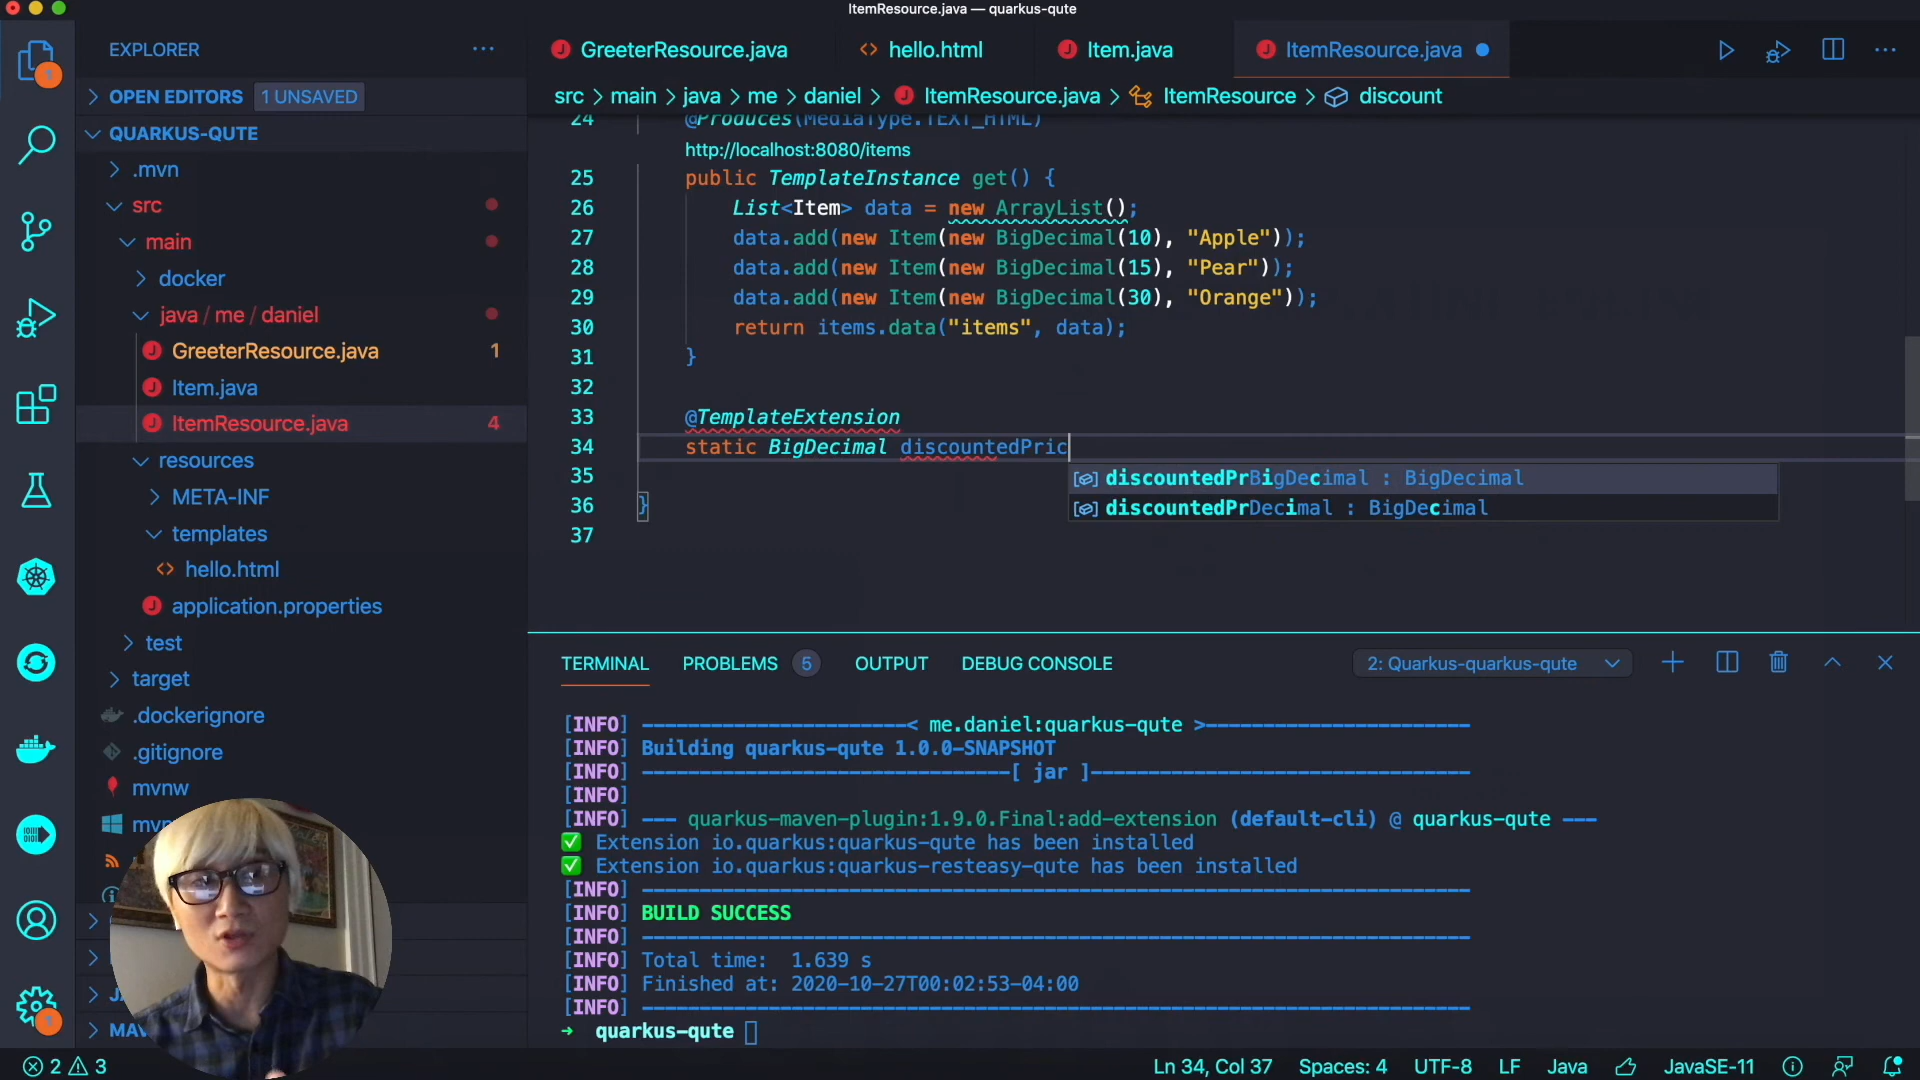 ItemResource.java — quarkus-qute
EXPLORER
GreeterResource.java
hello.html
Item.java
ItemResource.java
OPEN EDITORS 1 UNSAVED
src > main > java > me > daniel > ItemResource.java > ItemResource > discount
QUARKUS-QUTE
.mvn
src
main
docker
java / me / daniel
GreeterResource.java 1
Item.java
ItemResource.java 4
resources
META-INF
templates
hello.html
application.properties
test
target
.dockerignore
.gitignore
mvnw
24 @Produces(MediaType.TEXT_HTML)
http://localhost:8080/items
25 public TemplateInstance get() {
26 List<Item> data = new ArrayList();
27 data.add(new Item(new BigDecimal(10), "Apple"));
28 data.add(new Item(new BigDecimal(15), "Pear"));
29 data.add(new Item(new BigDecimal(30), "Orange"));
30 return items.data("items", data);
31 }
32
33 @TemplateExtension
34 static BigDecimal discountedPric
35
36 }
37
discountedPrBigDecimal : BigDecimal
discountedPrDecimal : BigDecimal
TERMINAL PROBLEMS 5 OUTPUT DEBUG CONSOLE 2: Quarkus-quarkus-qute
[INFO] -----------------------< me.daniel:quarkus-qute >-----------------------
[INFO] Building quarkus-qute 1.0.0-SNAPSHOT
[INFO] --------------------------------[ jar ]---------------------------------
[INFO]
[INFO] --- quarkus-maven-plugin:1.9.0.Final:add-extension (default-cli) @ quarkus-qute ---
✅ Extension io.quarkus:quarkus-qute has been installed
✅ Extension io.quarkus:quarkus-resteasy-qute has been installed
[INFO] ------------------------------------------------------------------------
[INFO] BUILD SUCCESS
[INFO] ------------------------------------------------------------------------
[INFO] Total time: 1.639 s
[INFO] Finished at: 2020-10-27T00:02:53-04:00
[INFO] ------------------------------------------------------------------------
➜ quarkus-qute
2 3
Ln 34, Col 37 Spaces: 4 UTF-8 LF Java JavaSE-11